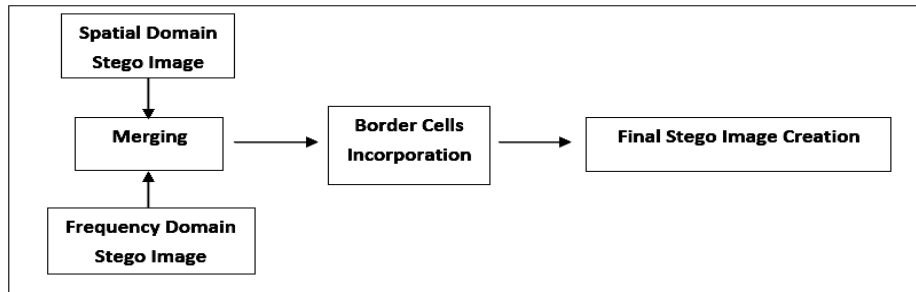 Spatial Domain
Stego Image
Merging
Border Cells
Incorporation
Final Stego Image Creation
Frequency Domain
Stego Image